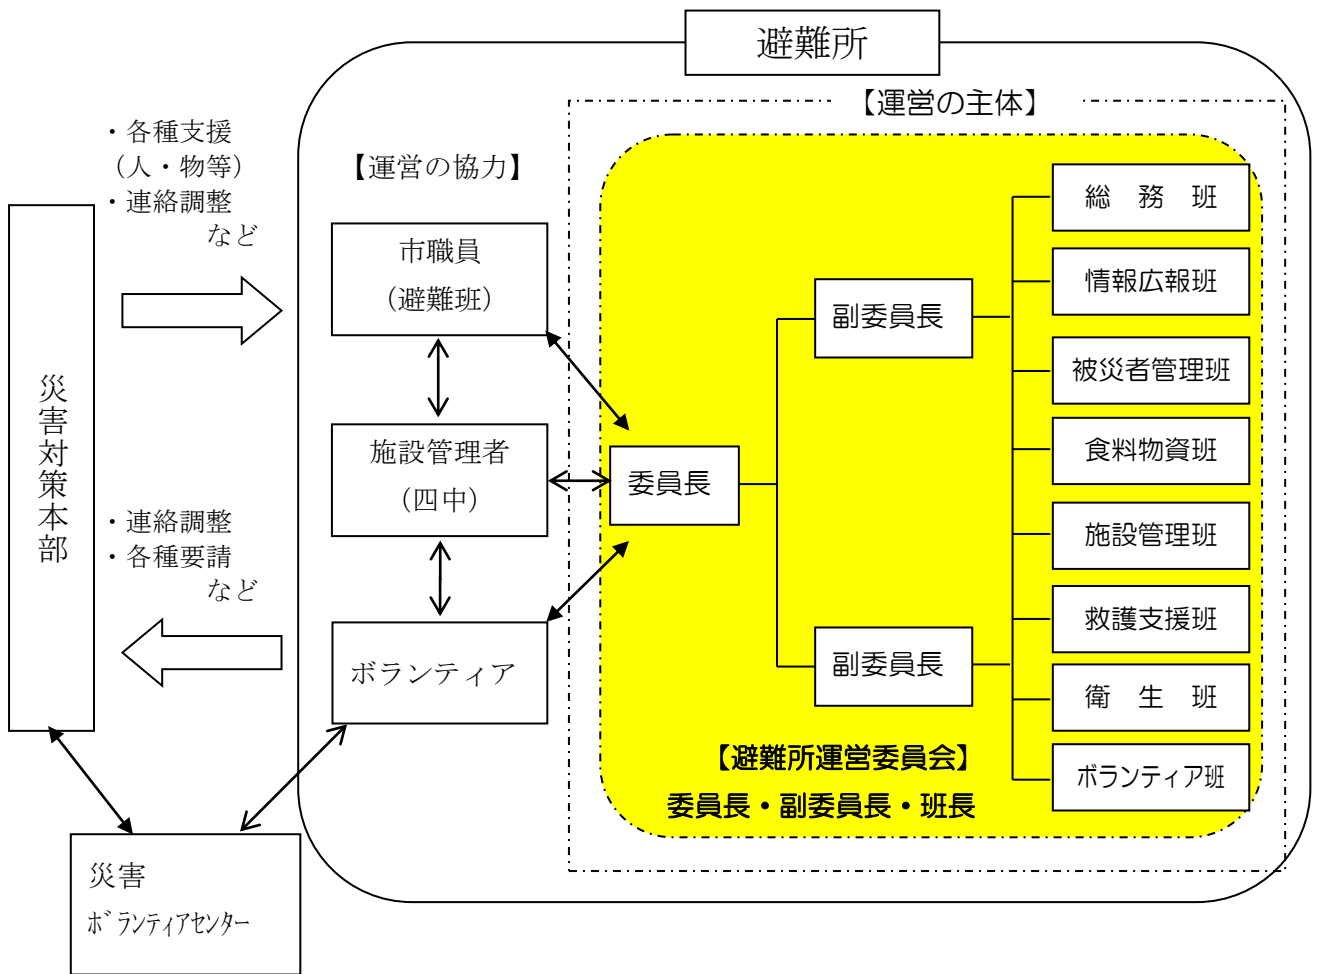 避難所
【運営の主体】
・各種支援
（人・物等）
・連絡調整
など
【運営の協力】
災害対策本部
市職員
（避難班）
施設管理者
（四中）
ボランティア
・連絡調整
・各種要請
など
委員長
副委員長
副委員長
総　務　班
情報広報班
被災者管理班
食料物資班
施設管理班
救護支援班
衛　生　班
ボランティア班
【避難所運営委員会】
委員長・副委員長・班長
災害
ﾎﾞﾗﾝﾃｨｱｾﾝﾀｰ